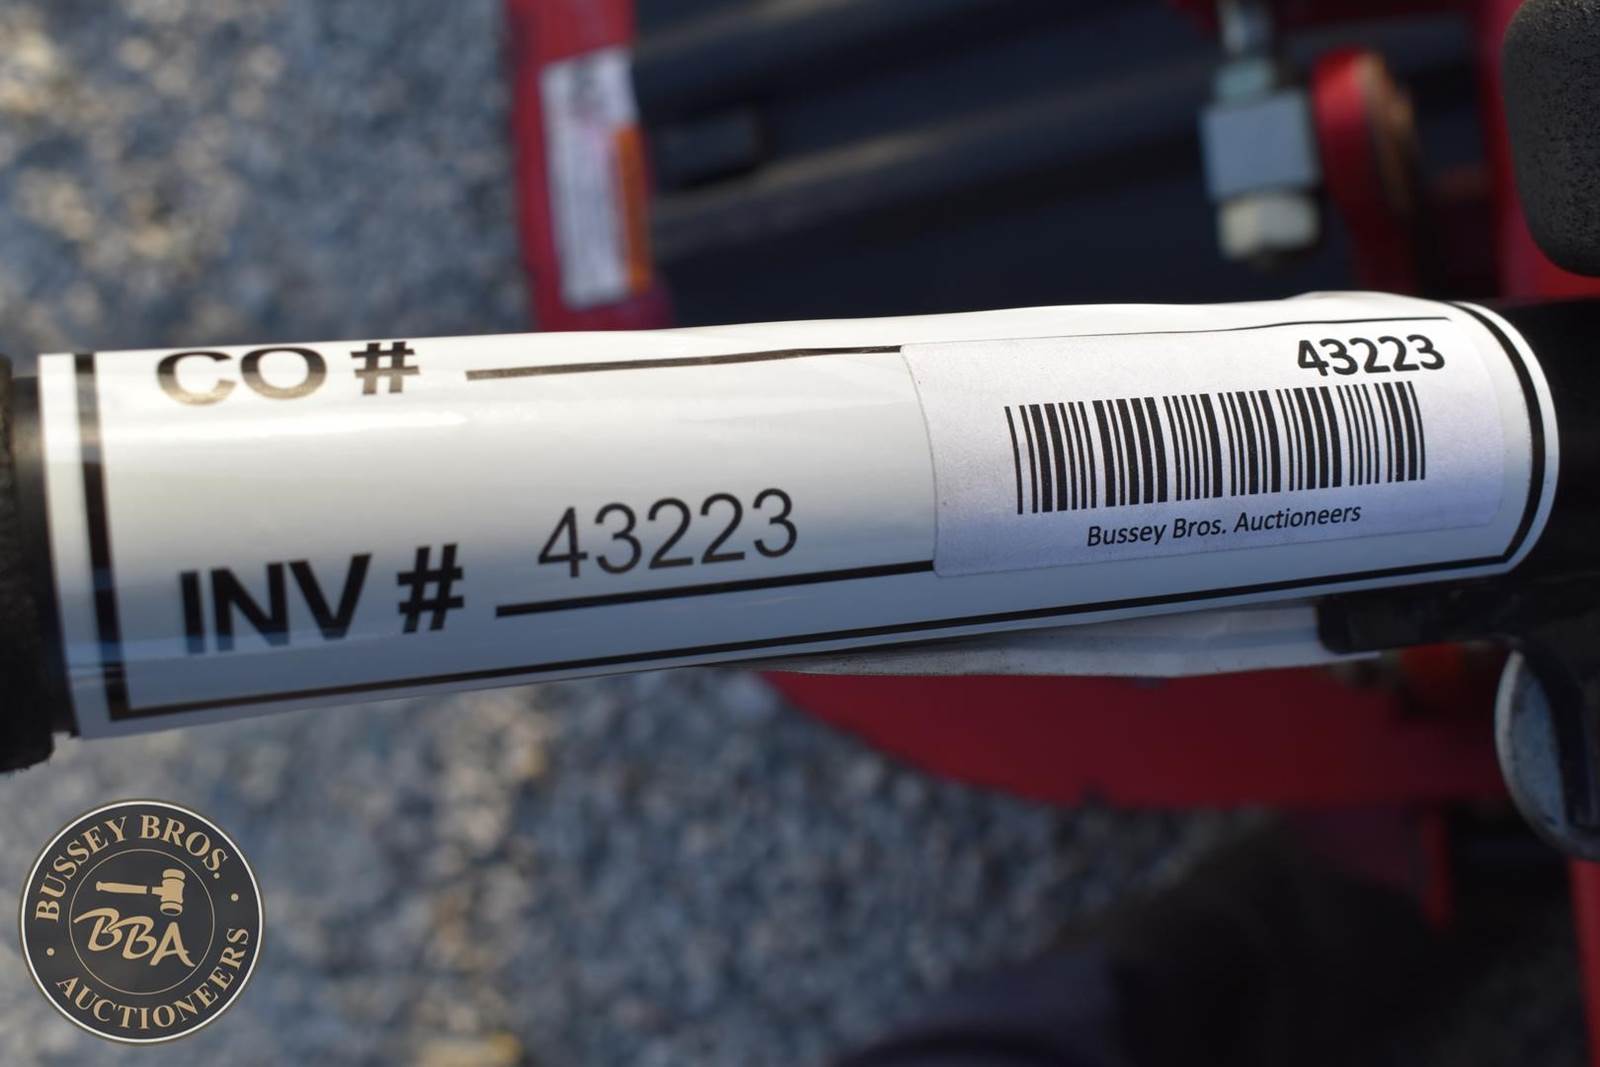 CO #
43223
INV # 43223
Bussey Bros. Auctioneers
BUSSEY BROS.
BBA
AUCTIONEERS